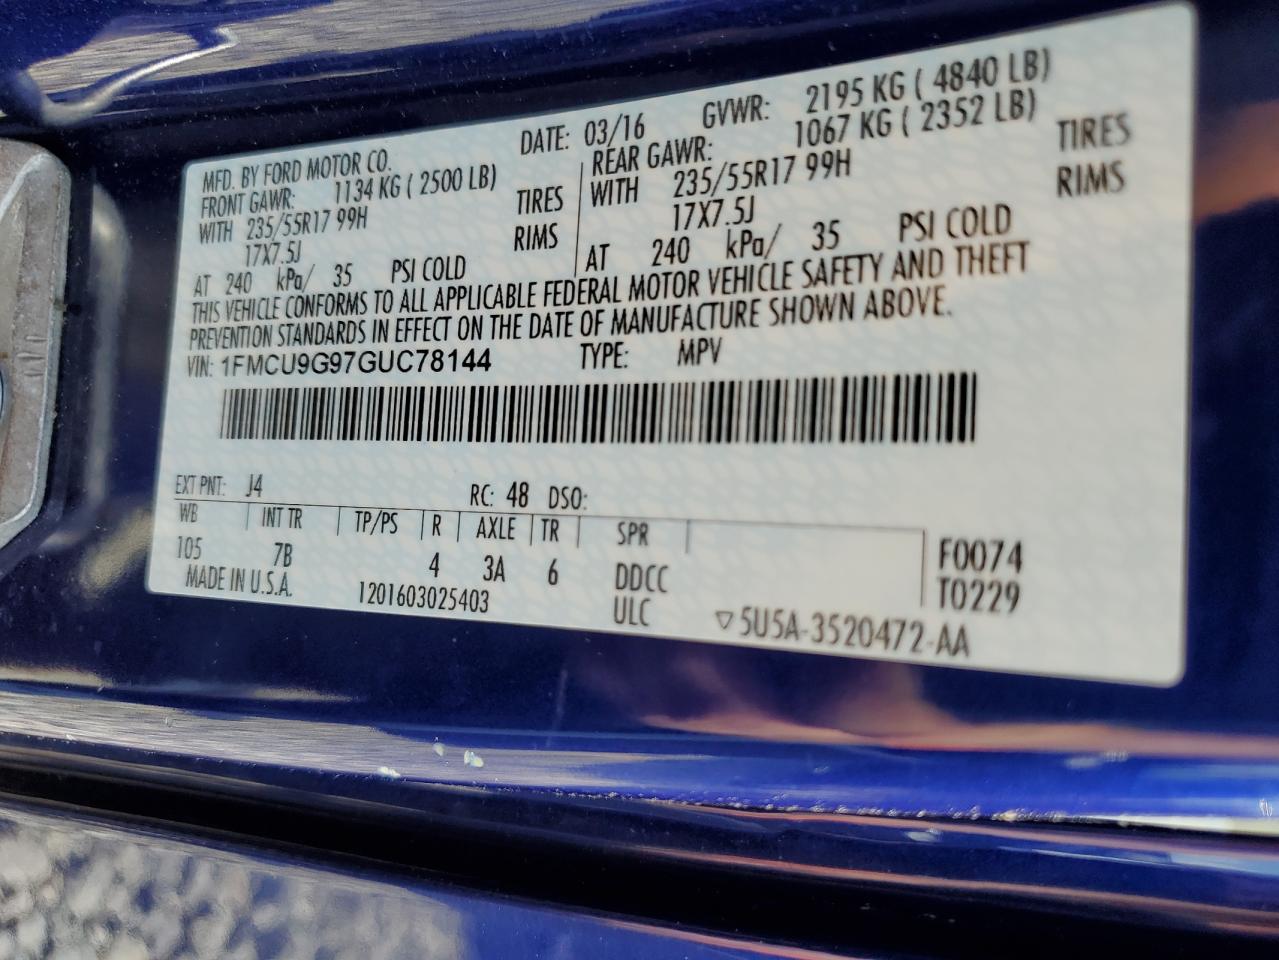 MFD. BY FORD MOTOR CO.
DATE: 03/16
GVWR: 2195 KG ( 4840 LB)
FRONT GAWR: 1134 KG ( 2500 LB)
WITH 235/55R17 99H TIRES
17X7.5J RIMS
AT 240 kPa/ 35 PSI COLD
REAR GAWR: 1067 KG ( 2352 LB)
WITH 235/55R17 99H TIRES
17X7.5J RIMS
AT 240 kPa/ 35 PSI COLD
THIS VEHICLE CONFORMS TO ALL APPLICABLE FEDERAL MOTOR VEHICLE SAFETY AND THEFT
PREVENTION STANDARDS IN EFFECT ON THE DATE OF MANUFACTURE SHOWN ABOVE.
VIN: 1FMCU9G97GUC78144 TYPE: MPV
EXT PNT: J4 RC: 48 DSO:
WB INT TR TP/PS R AXLE TR SPR
105 7B 4 3A 6 DDCC F0074
MADE IN U.S.A. 1201603025403 ULC T0229
▽5U5A-3520472-AA